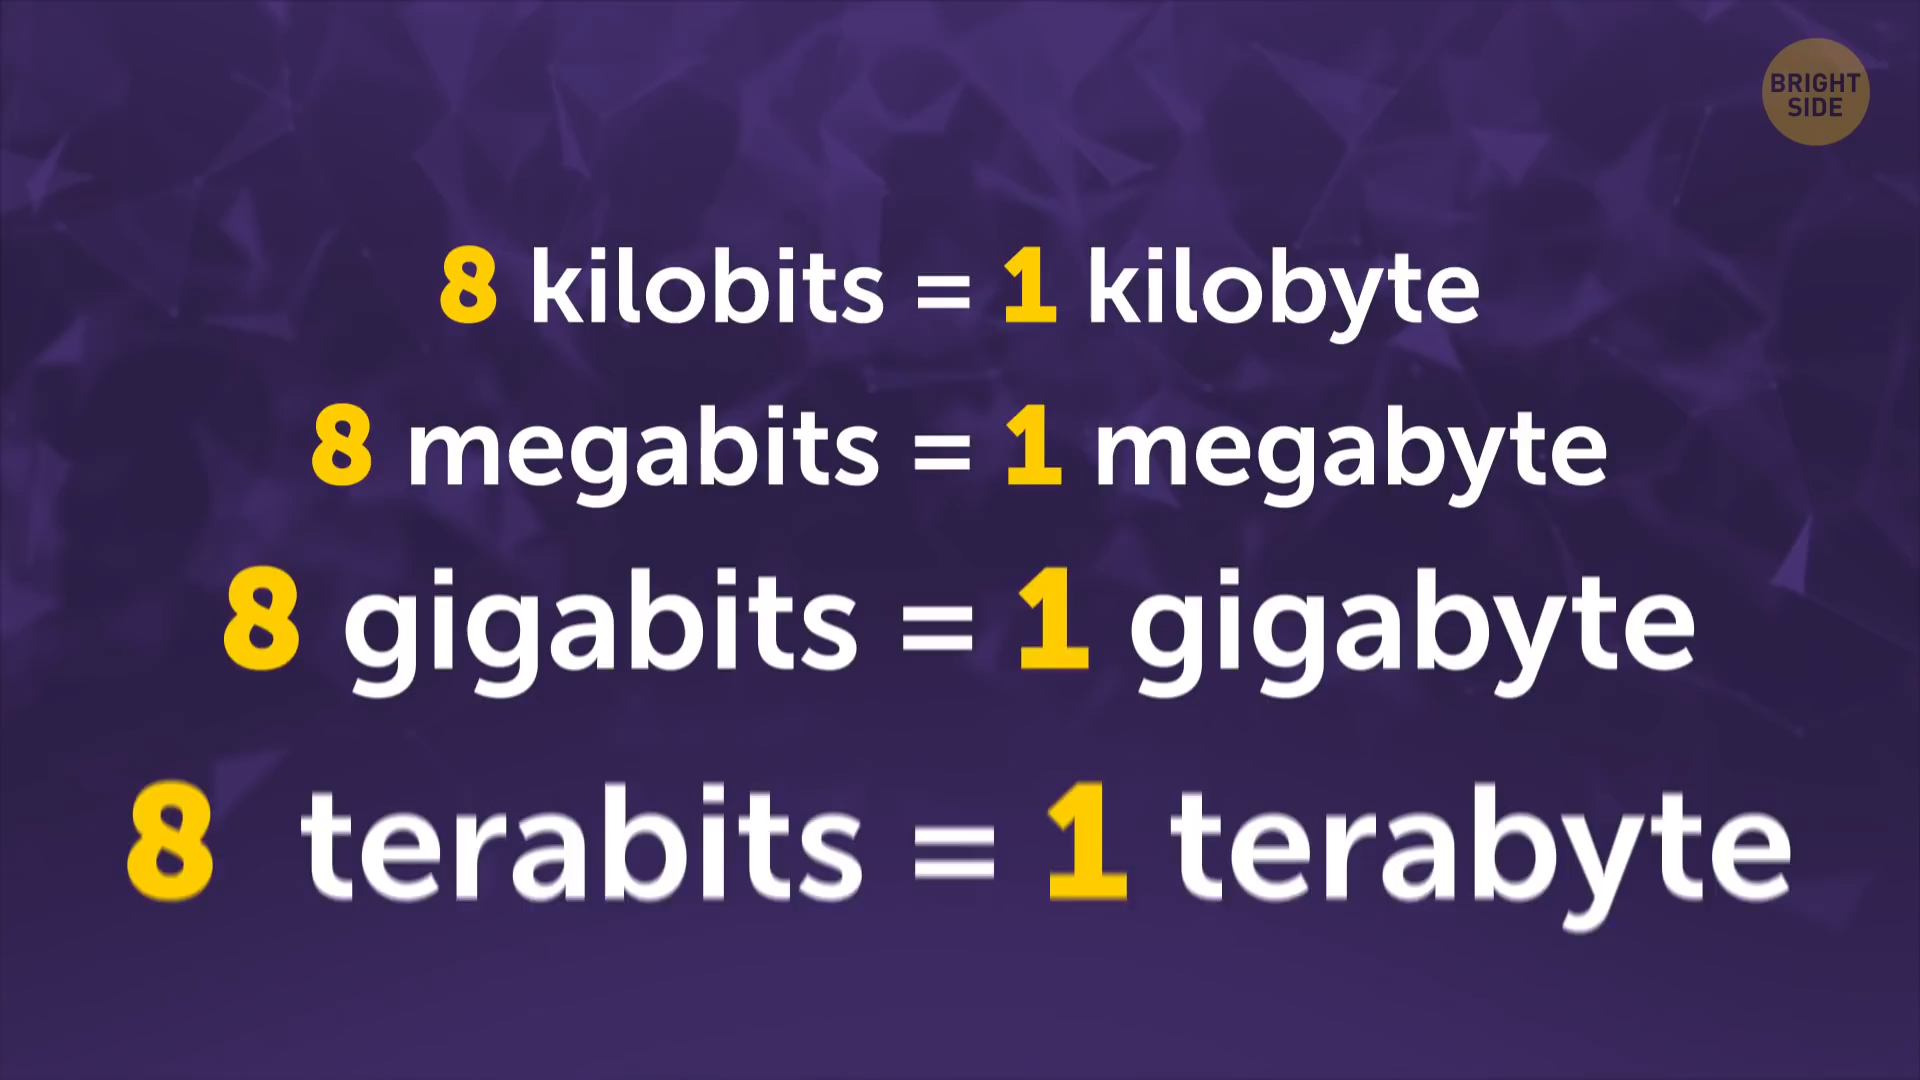 BRIGHT
SIDE
8 kilobits = 1 kilobyte
8 megabits = 1 megabyte
8 gigabits = 1 gigabyte
8 terabits = 1 terabyte